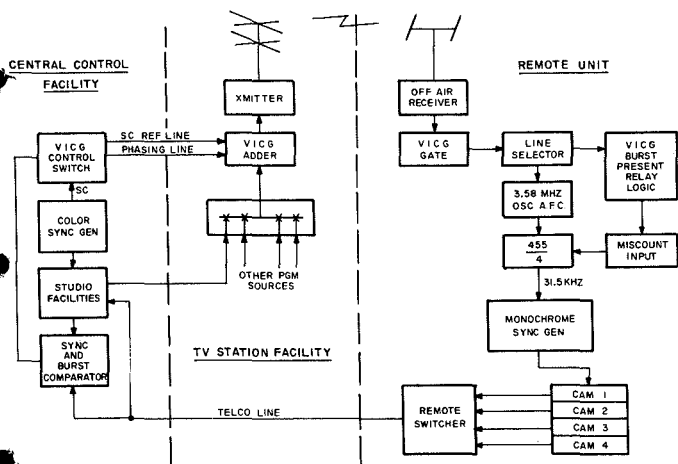 CENTRAL CONTROL
FACILITY
VICG
CONTROL
SWITCH
SC
COLOR
SYNC GEN
STUDIO
FACILITIES
SYNC
AND
BURST
COMPARATOR
SC REF LINE
PHASING LINE
XMITTER
VICG
ADDER
OTHER PGM
SOURCES
TV STATION FACILITY
TELCO LINE
REMOTE UNIT
OFF AIR
RECEIVER
VICG
GATE
LINE
SELECTOR
VICG
BURST
PRESENT
RELAY
LOGIC
3.58 MHZ
OSC A.F.C.
455
4
MISCOUNT
INPUT
31.5KHZ
MONOCHROME
SYNC GEN
REMOTE
SWITCHER
CAM 1
CAM 2
CAM 3
CAM 4